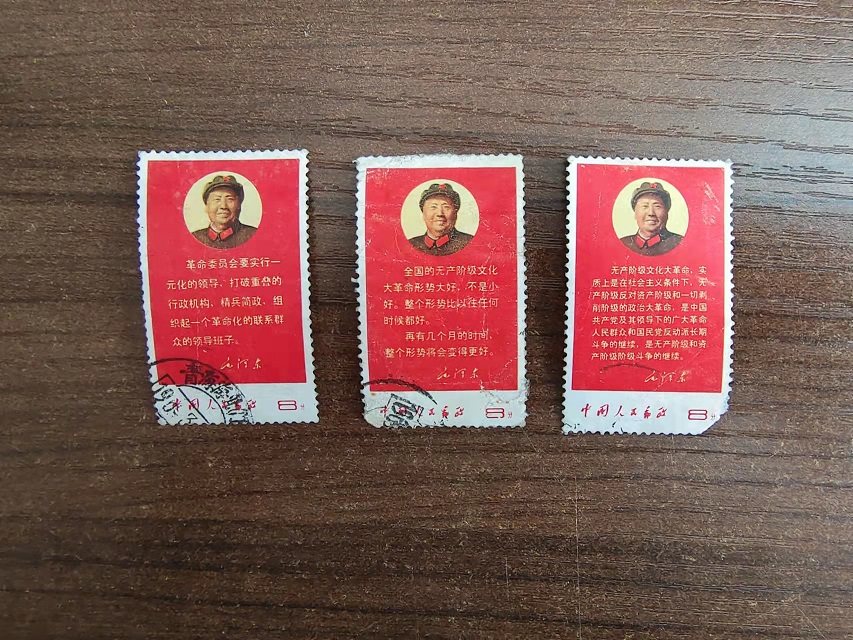 革命委员会要实行一
元化的领导，打破重叠的
行政机构，精兵简政，组
织起一个革命化的联系群
众的领导班子。
毛泽东
中国人民邮政 8分
全国的无产阶级文化
大革命形势大好，不是小
好。整个形势比以往任何
时候都好。
再有几个月的时间，
整个形势将会变得更好。
毛泽东
中国人民邮政 8分
无产阶级文化大革命，实
质上是在社会主义条件下，无
产阶级反对资产阶级和一切剥
削阶级的政治大革命，是中国
共产党及其领导下的广大革命
人民群众和国民党反动派长期
斗争的继续，是无产阶级和资
产阶级阶级斗争的继续。
毛泽东
中国人民邮政 8分